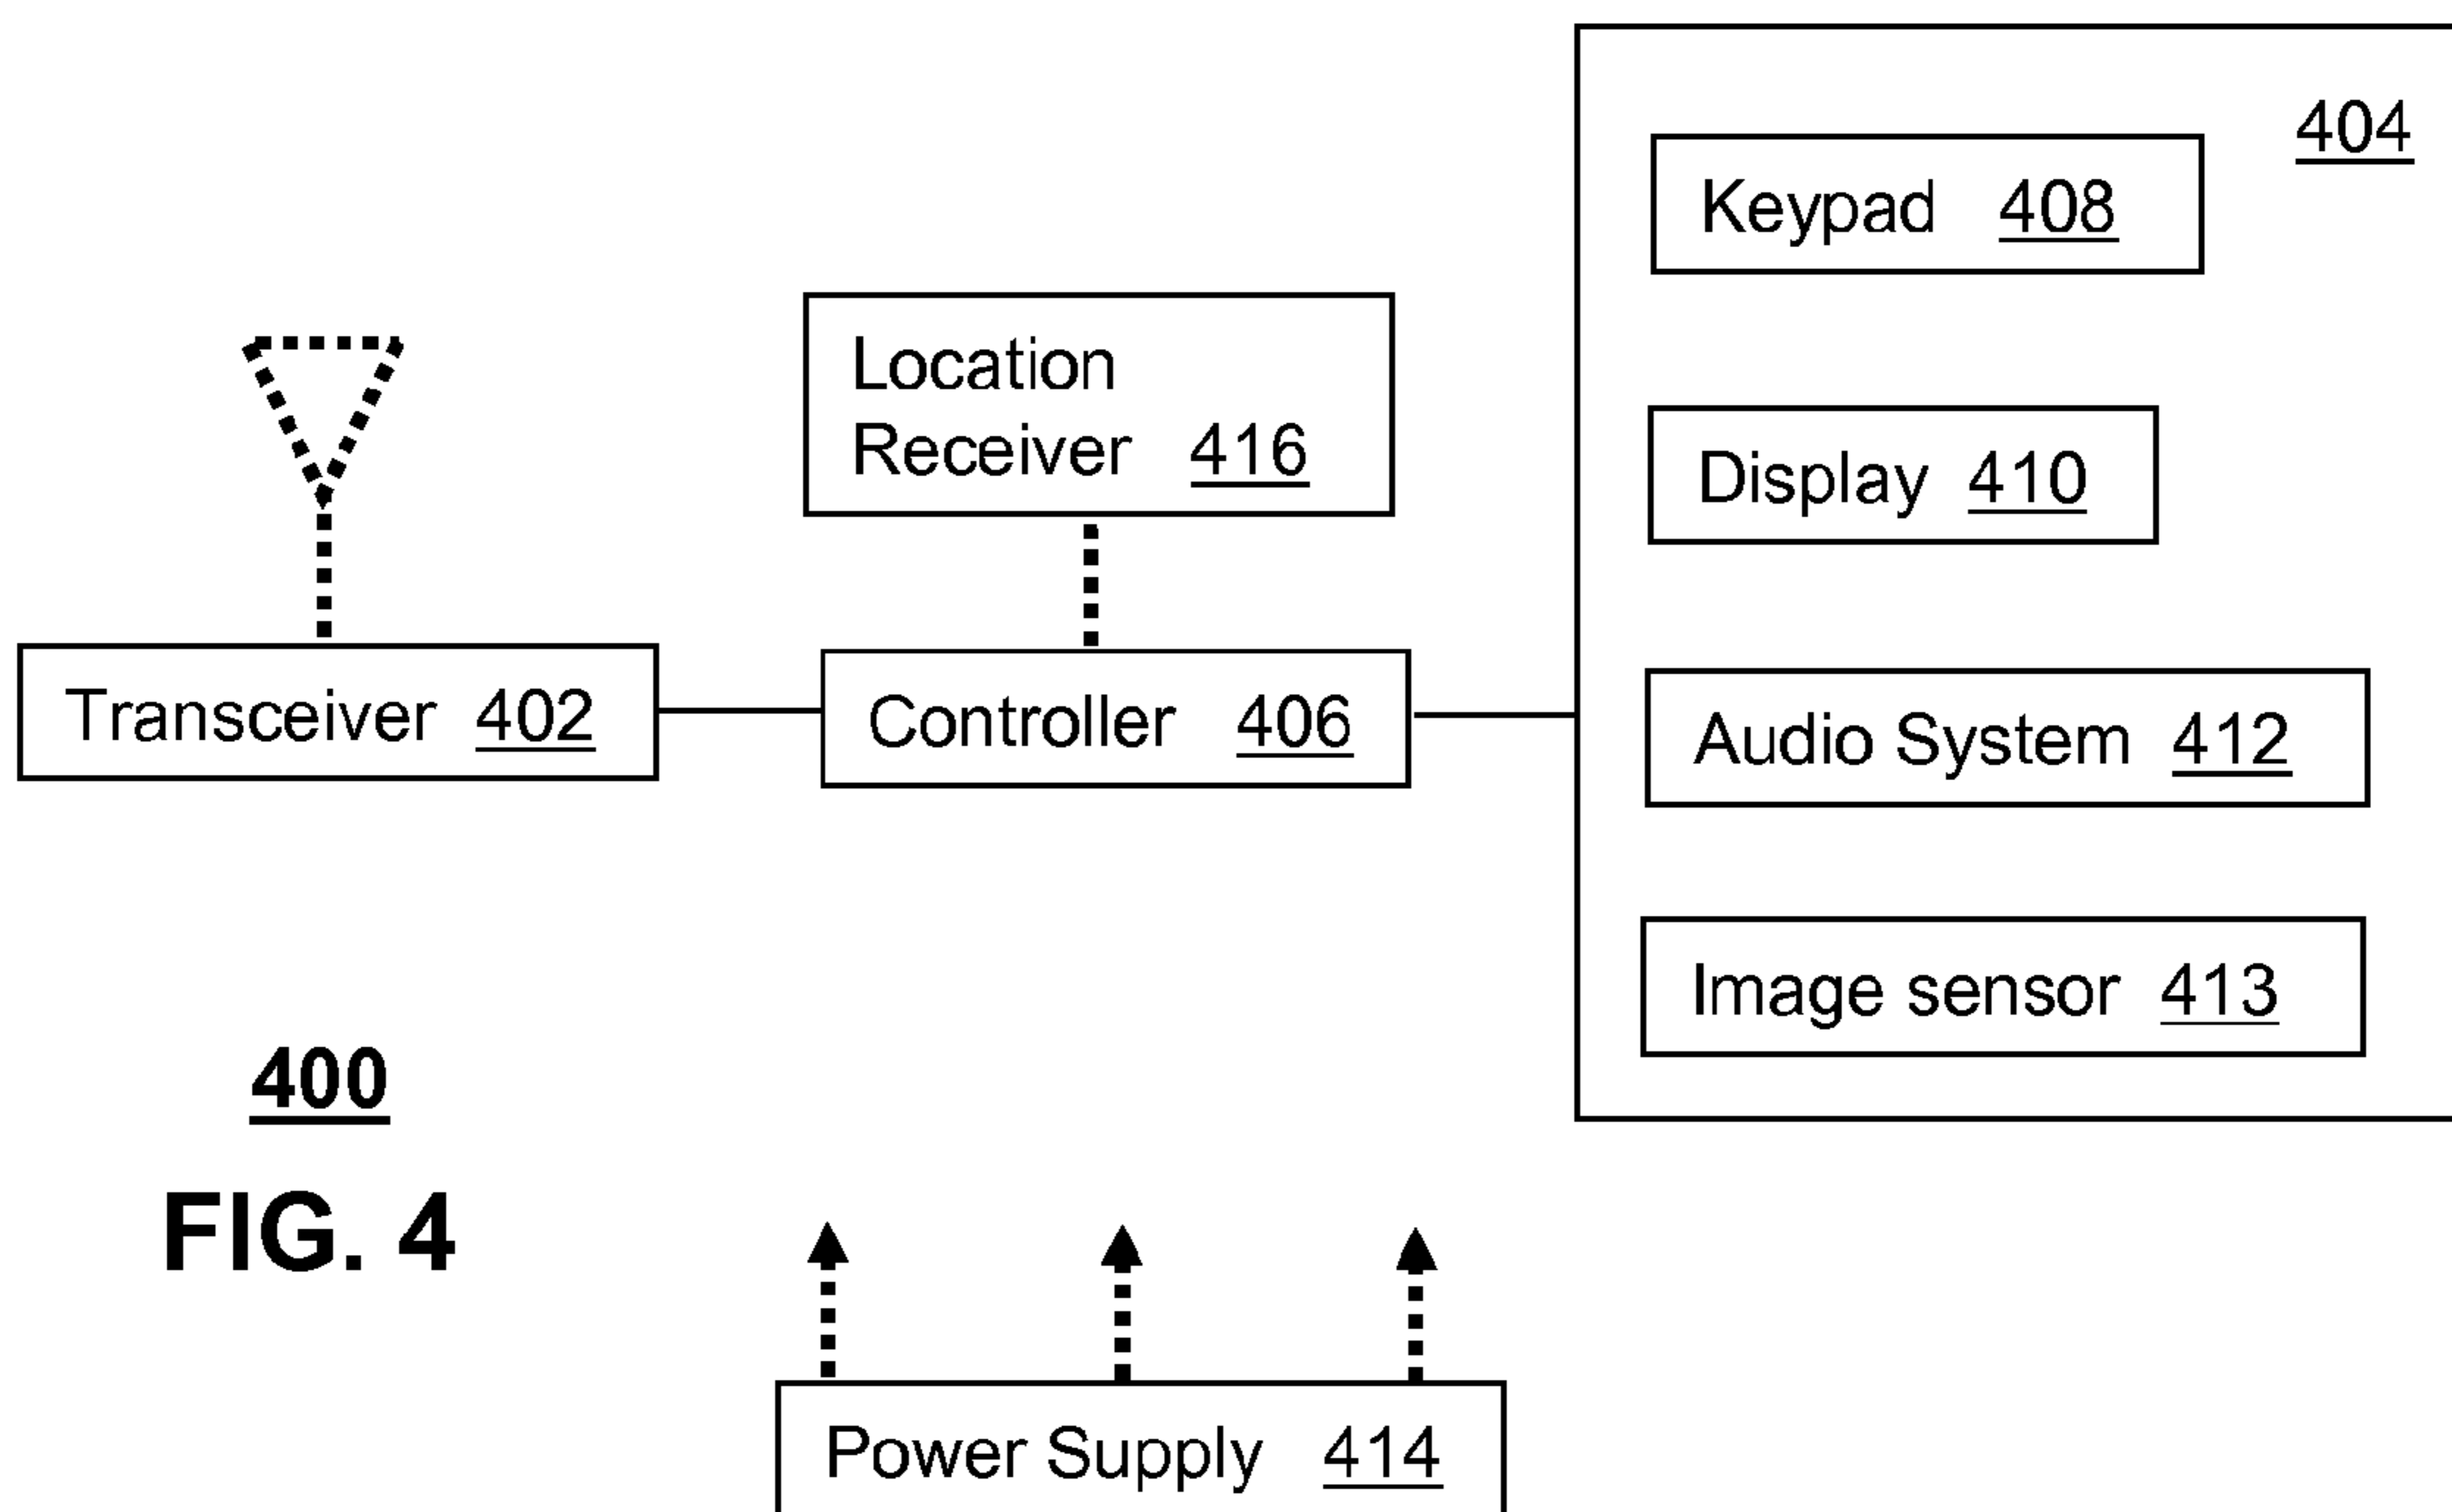 404
Keypad 408
Location
Receiver 416
Display 410
Transceiver 402
Controller 406
Audio System 412
Image sensor 413
400
FIG. 4
Power Supply 414